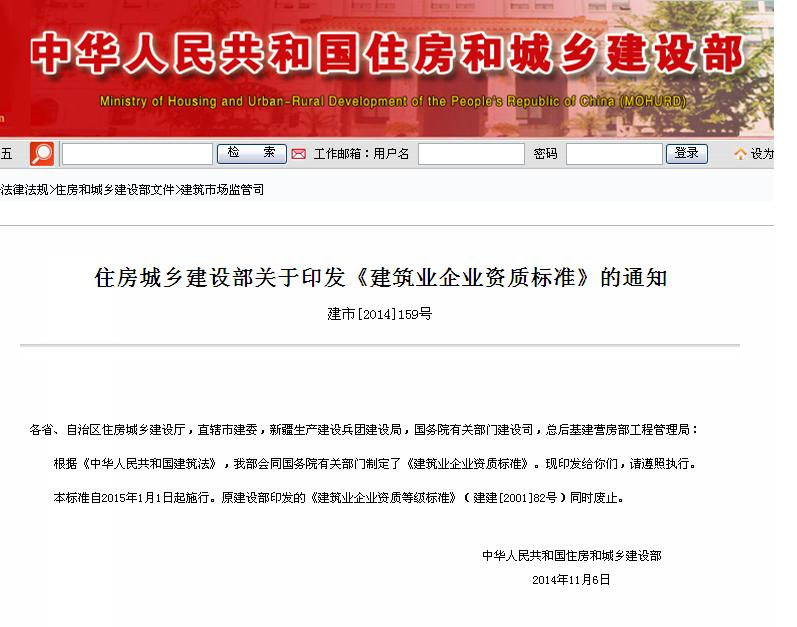 中华人民共和国住房和城乡建设部
Ministry of Housing and Urban-Rural Development of the People's Republic of China (MOHURD)
五 检 索 工作邮箱：用户名 密码 登录 设为
法律法规>住房和城乡建设部文件>建筑市场监管司
住房城乡建设部关于印发《建筑业企业资质标准》的通知
建市[2014]159号
各省、自治区住房城乡建设厅，直辖市建委，新疆生产建设兵团建设局，国务院有关部门建设司，总后基建营房部工程管理局：
根据《中华人民共和国建筑法》，我部会同国务院有关部门制定了《建筑业企业资质标准》。现印发给你们，请遵照执行。
本标准自2015年1月1日起施行。原建设部印发的《建筑业企业资质等级标准》（建建[2001]82号）同时废止。
中华人民共和国住房和城乡建设部
2014年11月6日